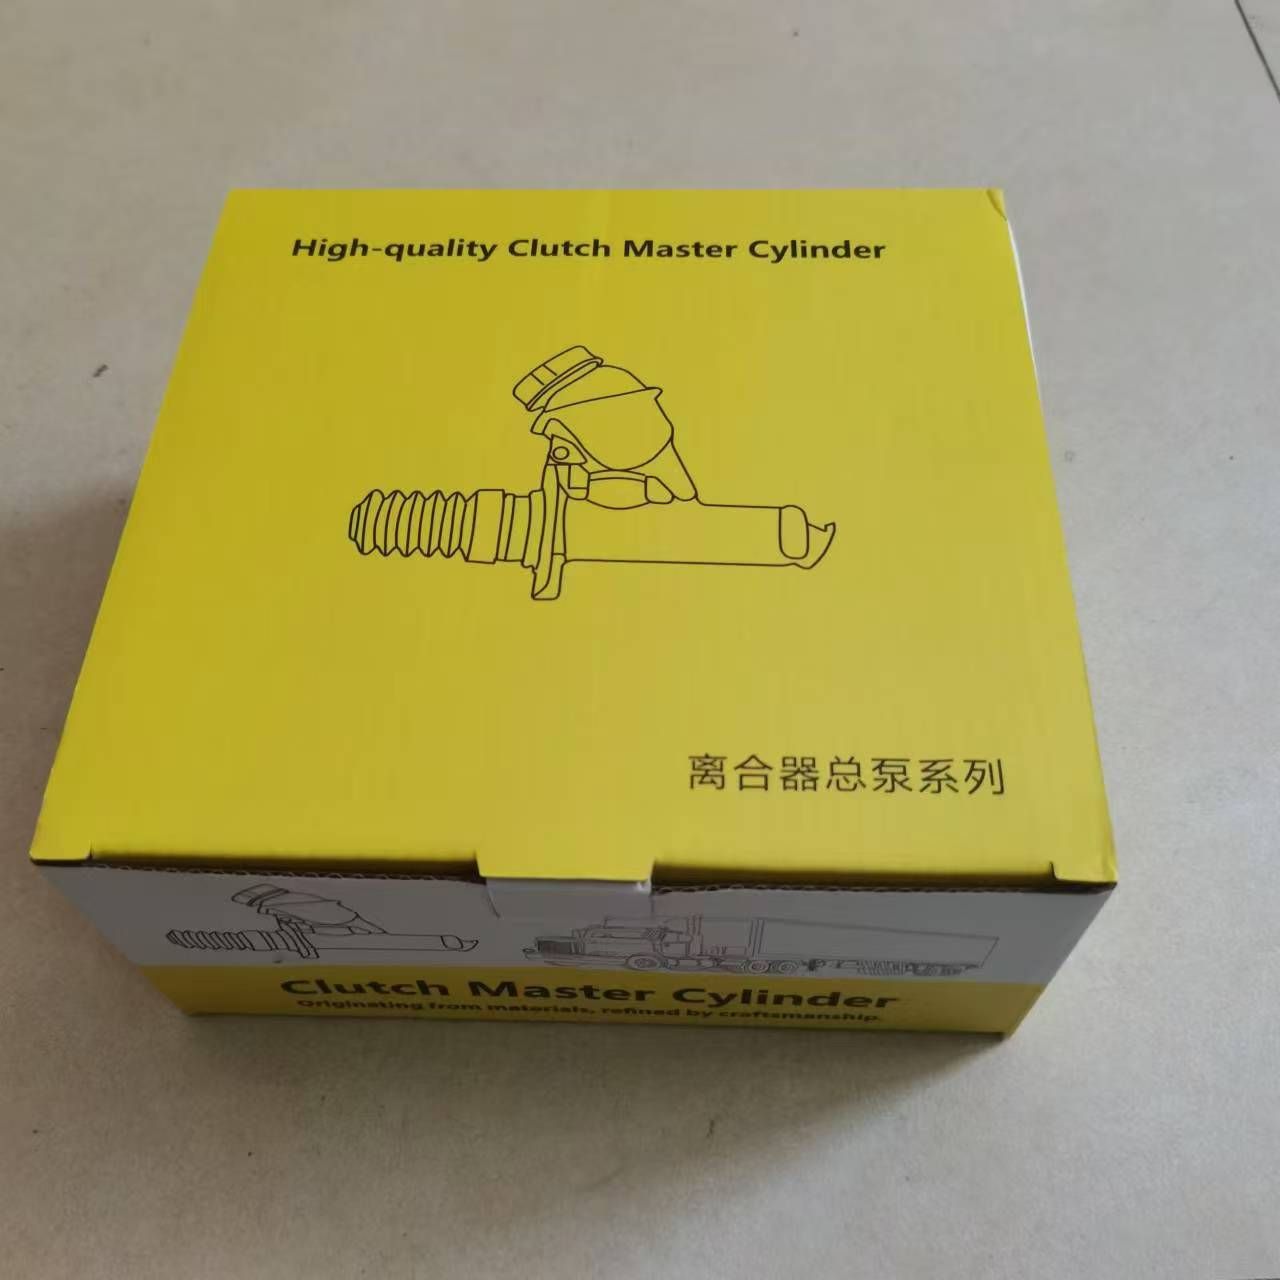 High-quality Clutch Master Cylinder
离合器总泵系列
Clutch Master Cylinder
Originating from materials, refined by craftsmanship.